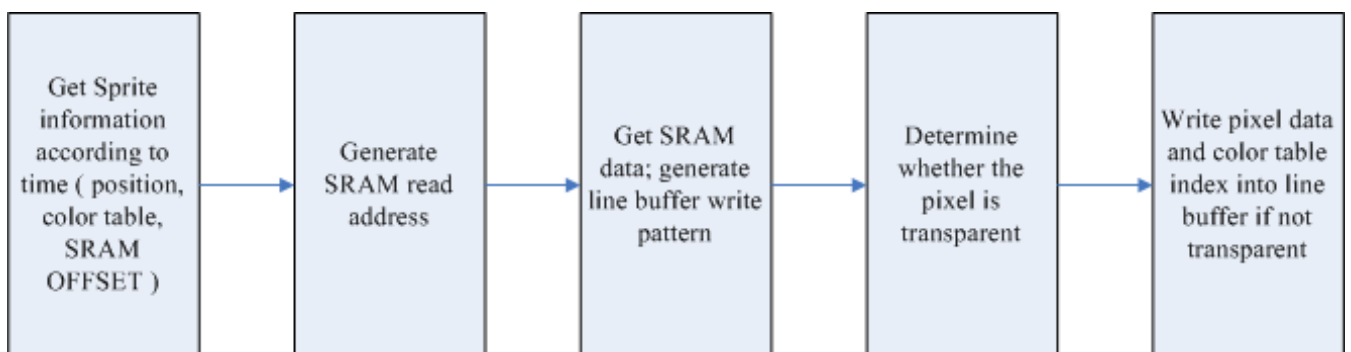 Get Sprite
information
according to
time ( position,
color table,
SRAM
OFFSET )
Generate
SRAM read
address
Get SRAM
data; generate
line buffer write
pattern
Determine
whether the
pixel is
transparent
Write pixel data
and color table
index into line
buffer if not
transparent